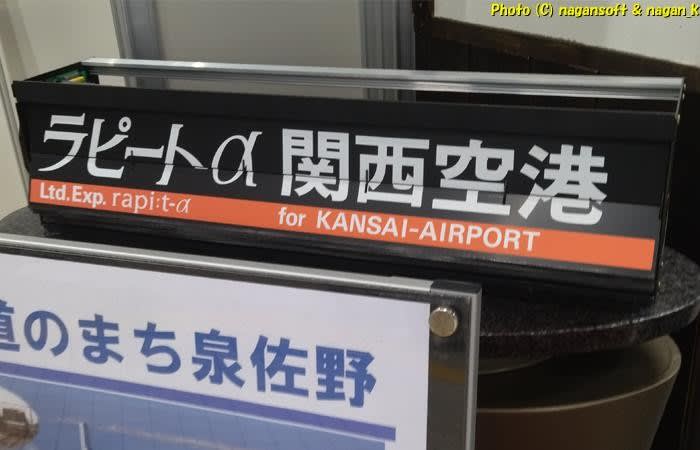 Photo (C) nagansoft & nagan K
ラピートα 関西空港
Ltd.Exp. rapi:t-α for KANSAI-AIRPORT
道のまち泉佐野